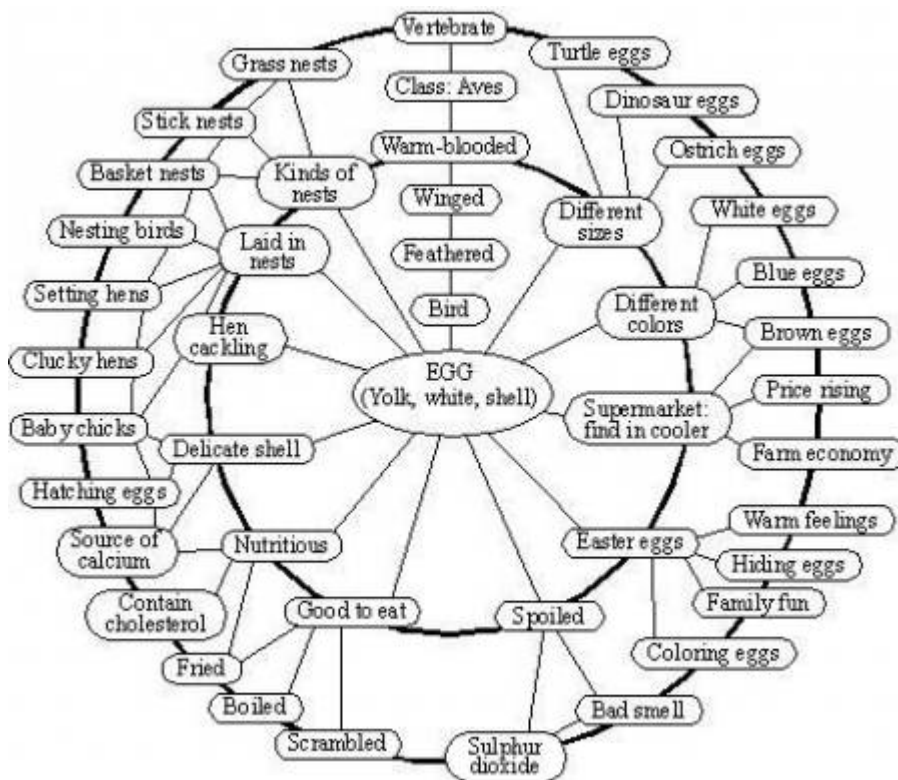 Vertebrate
Grass nests
Turtle eggs
Class: Aves
Dinosaur eggs
Stick nests
Warm-blooded
Ostrich eggs
Basket nests
Kinds of
nests
Winged
Different
sizes
White eggs
Nesting birds
Laid in
nests
Feathered
Blue eggs
Setting hens
Bird
Different
colors
Hen
cackling
Brown eggs
Clucky hens
EGG
(Yolk, white, shell)
Price rising
Supermarket:
find in cooler
Baby chicks
Delicate shell
Farm economy
Hatching eggs
Warm feelings
Source of
calcium
Nutritious
Easter eggs
Hiding eggs
Contain
cholesterol
Good to eat
Spoiled
Family fun
Fried
Coloring eggs
Boiled
Bad smell
Scrambled
Sulphur
dioxide